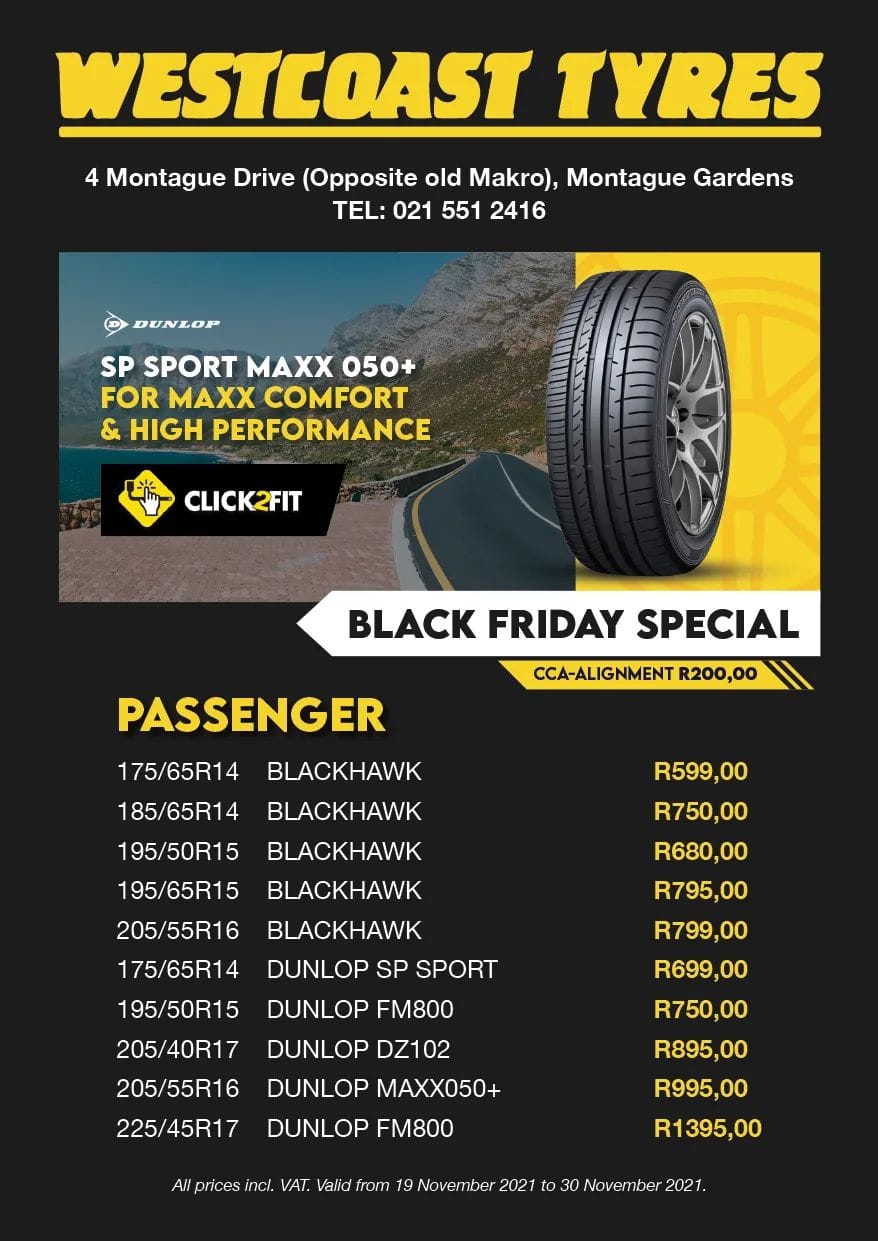 WESTCOAST TYRES
4 Montague Drive (Opposite old Makro), Montague Gardens
TEL: 021 551 2416
DUNLOP
SP SPORT MAXX 050+
FOR MAXX COMFORT
& HIGH PERFORMANCE
CLICK2FIT
BLACK FRIDAY SPECIAL
CCA-ALIGNMENT R200,00
PASSENGER
175/65R14 BLACKHAWK R599,00
185/65R14 BLACKHAWK R750,00
195/50R15 BLACKHAWK R680,00
195/65R15 BLACKHAWK R795,00
205/55R16 BLACKHAWK R799,00
175/65R14 DUNLOP SP SPORT R699,00
195/50R15 DUNLOP FM800 R750,00
205/40R17 DUNLOP DZ102 R895,00
205/55R16 DUNLOP MAXX050+ R995,00
225/45R17 DUNLOP FM800 R1395,00
All prices incl. VAT. Valid from 19 November 2021 to 30 November 2021.